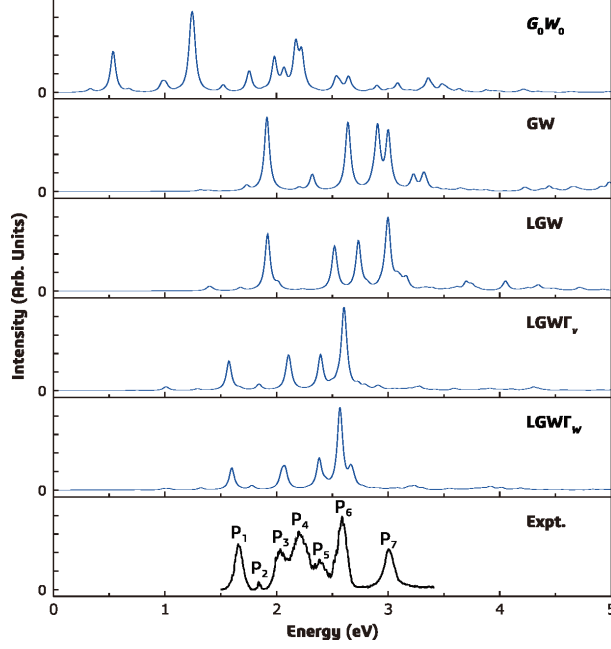 G₀W₀
0
GW
0
LGW
0
LGWΓᵥ
0
LGWΓ_W
0
Expt.
P₁
P₂
P₃
P₄
P₅
P₆
P₇
0
0 1 2 3 4 5
Energy (eV)
Intensity (Arb. Units)